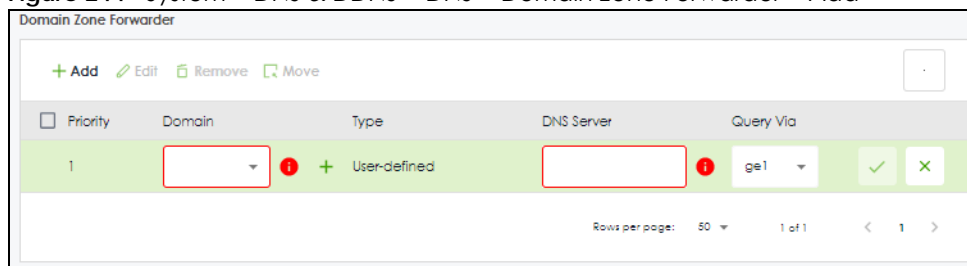 Domain Zone Forwarder
Add Edit Remove Move
Priority Domain Type DNS Server Query Via
1 User-defined ge1
Rows per page: 50 1 of 1 < 1 >